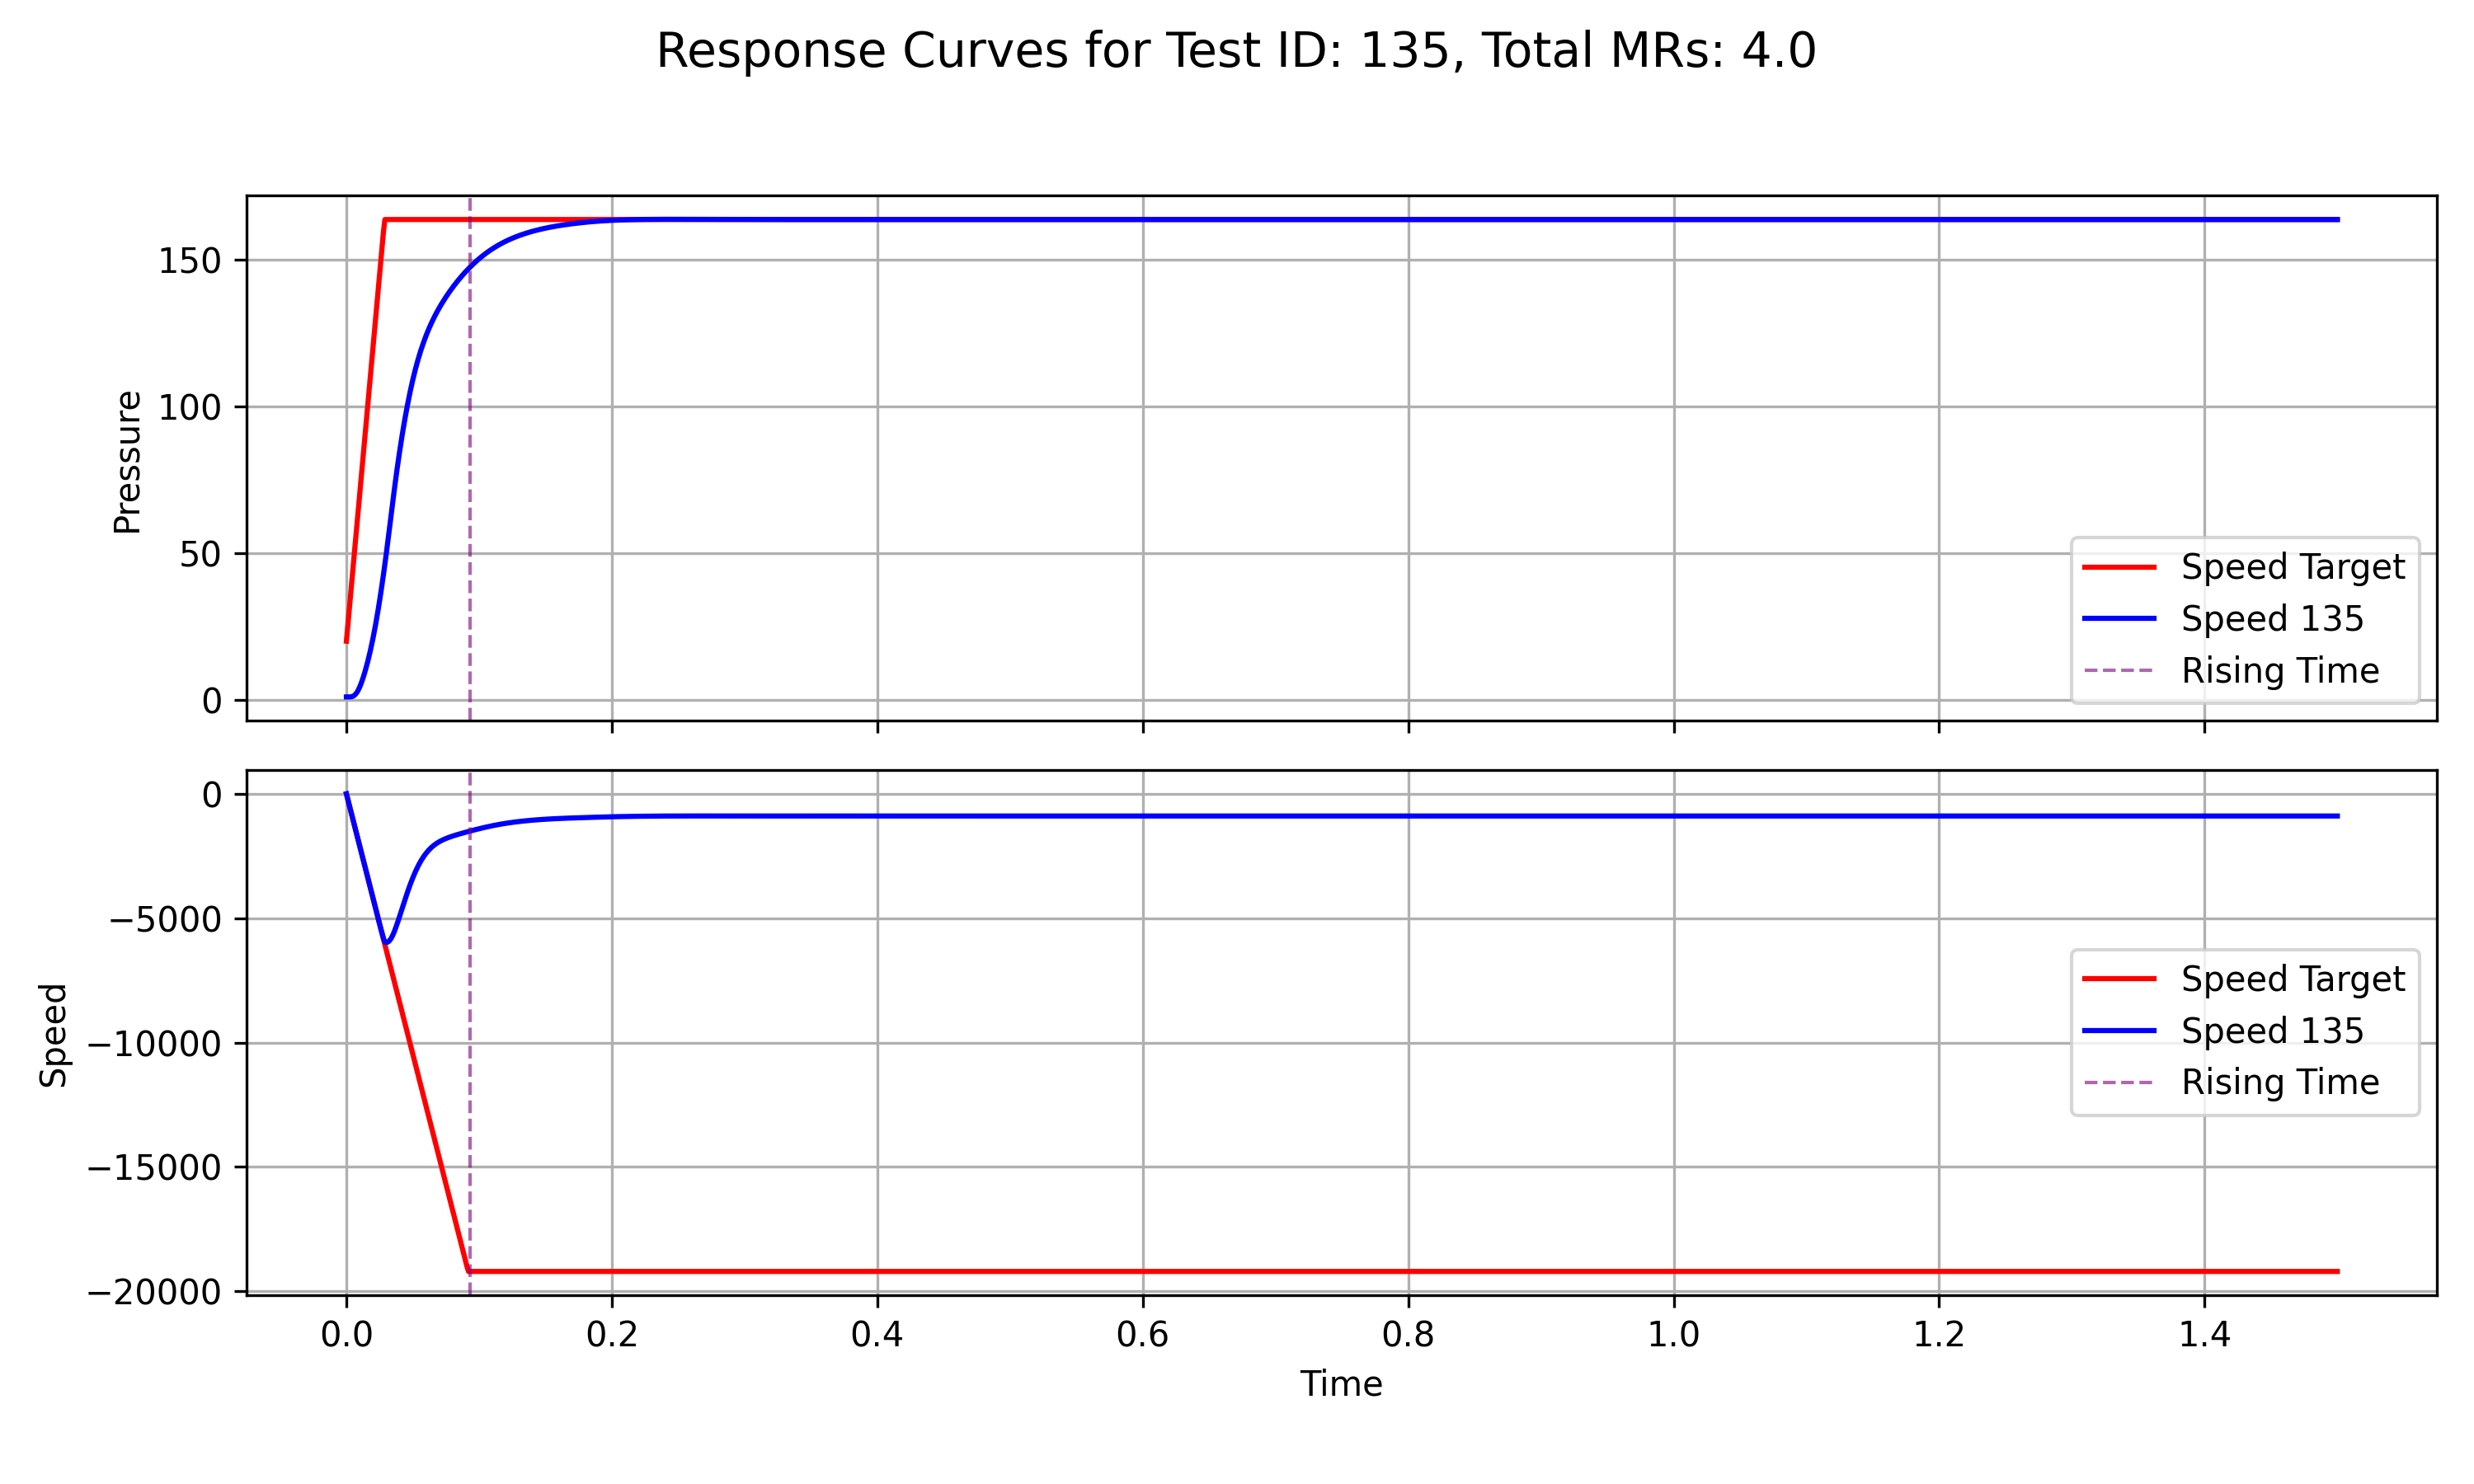 Response Curves for Test ID: 135, Total MRs: 4.0
150
100
50
0
Pressure
Speed Target
Speed 135
Rising Time
0
−5000
−10000
−15000
−20000
Speed
Speed Target
Speed 135
Rising Time
0.0 0.2 0.4 0.6 0.8 1.0 1.2 1.4
Time